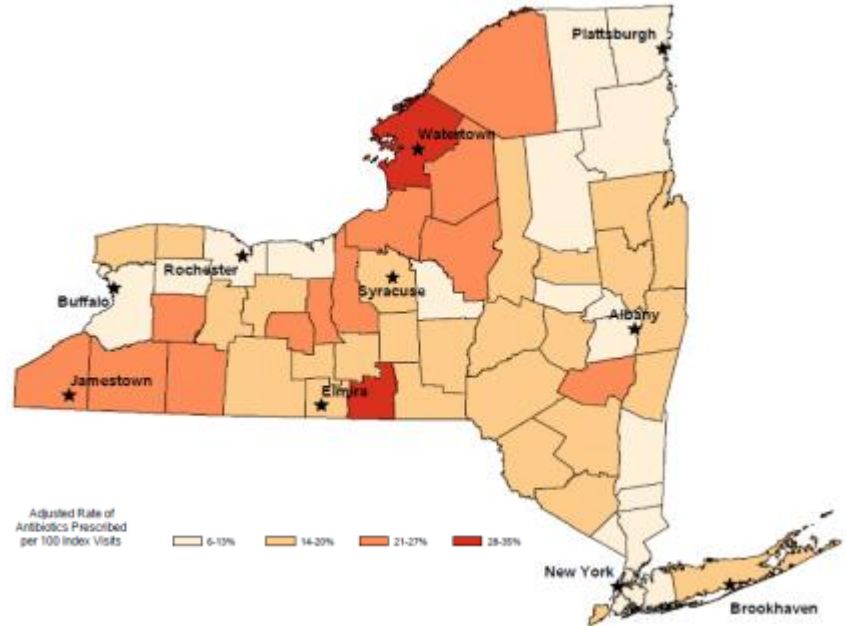 Plattsburgh
Watertown
Rochester
Syracuse
Buffalo
Albany
Jamestown
Elmira
Adjusted Rate of
Antibiotics Prescribed
per 100 Index Visits
6-13%
14-20%
21-27%
28-35%
New York
Brookhaven